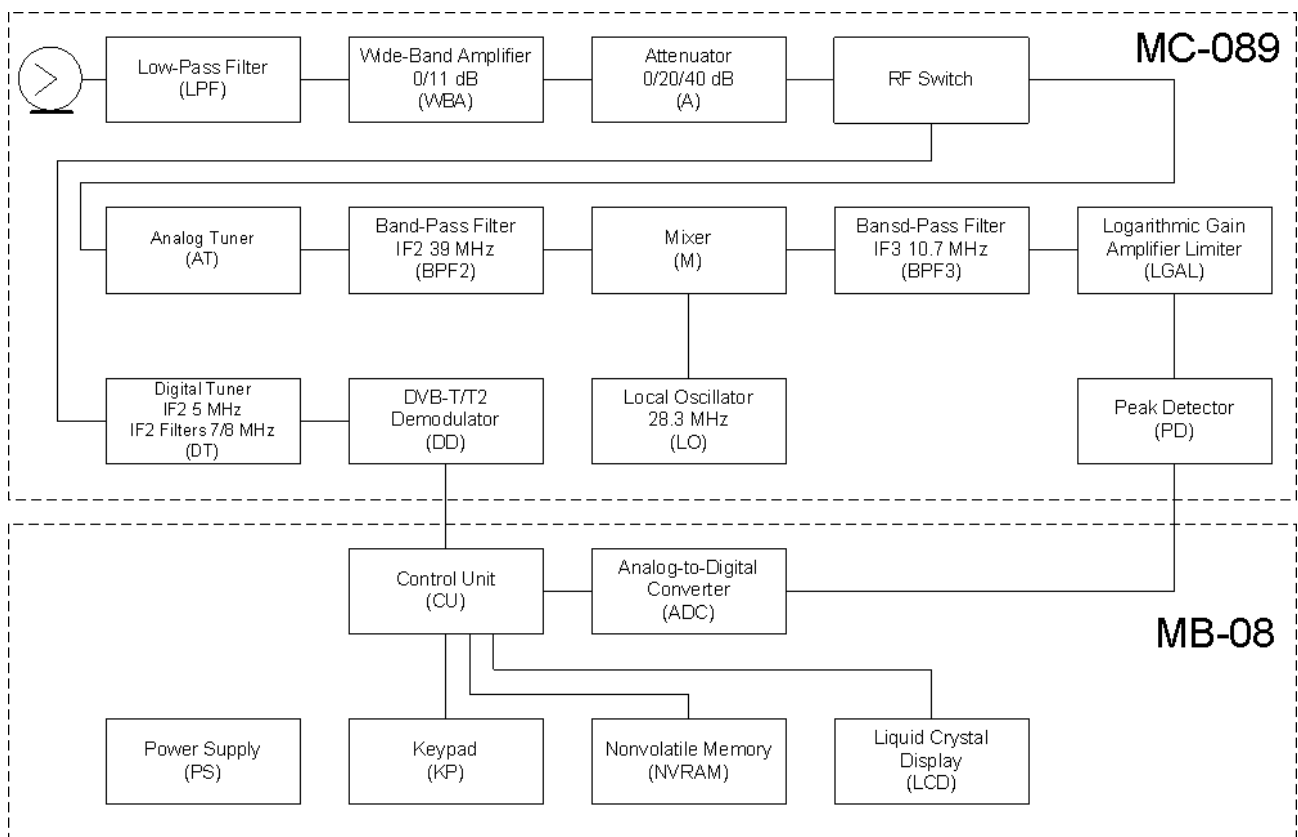 MC-089
Low-Pass Filter
(LPF)
Wide-Band Amplifier
0/11 dB
(WBA)
Attenuator
0/20/40 dB
(A)
RF Switch
Analog Tuner
(AT)
Band-Pass Filter
IF2 39 MHz
(BPF2)
Mixer
(M)
Bansd-Pass Filter
IF3 10.7 MHz
(BPF3)
Logarithmic Gain
Amplifier Limiter
(LGAL)
Digital Tuner
IF2 5 MHz
IF2 Filters 7/8 MHz
(DT)
DVB-T/T2
Demodulator
(DD)
Local Oscillator
28.3 MHz
(LO)
Peak Detector
(PD)
Control Unit
(CU)
Analog-to-Digital
Converter
(ADC)
MB-08
Power Supply
(PS)
Keypad
(KP)
Nonvolatile Memory
(NVRAM)
Liquid Crystal
Display
(LCD)